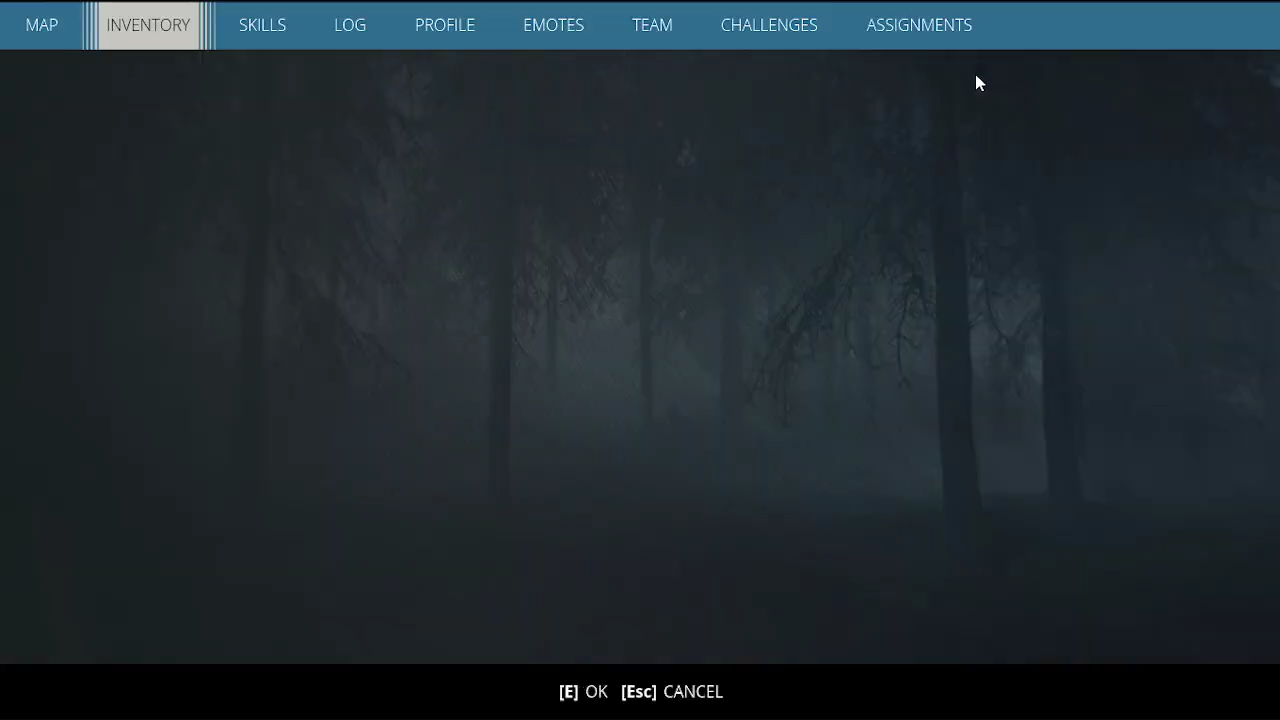 MAP INVENTORY SKILLS LOG PROFILE EMOTES TEAM CHALLENGES ASSIGNMENTS
[E] OK [Esc] CANCEL